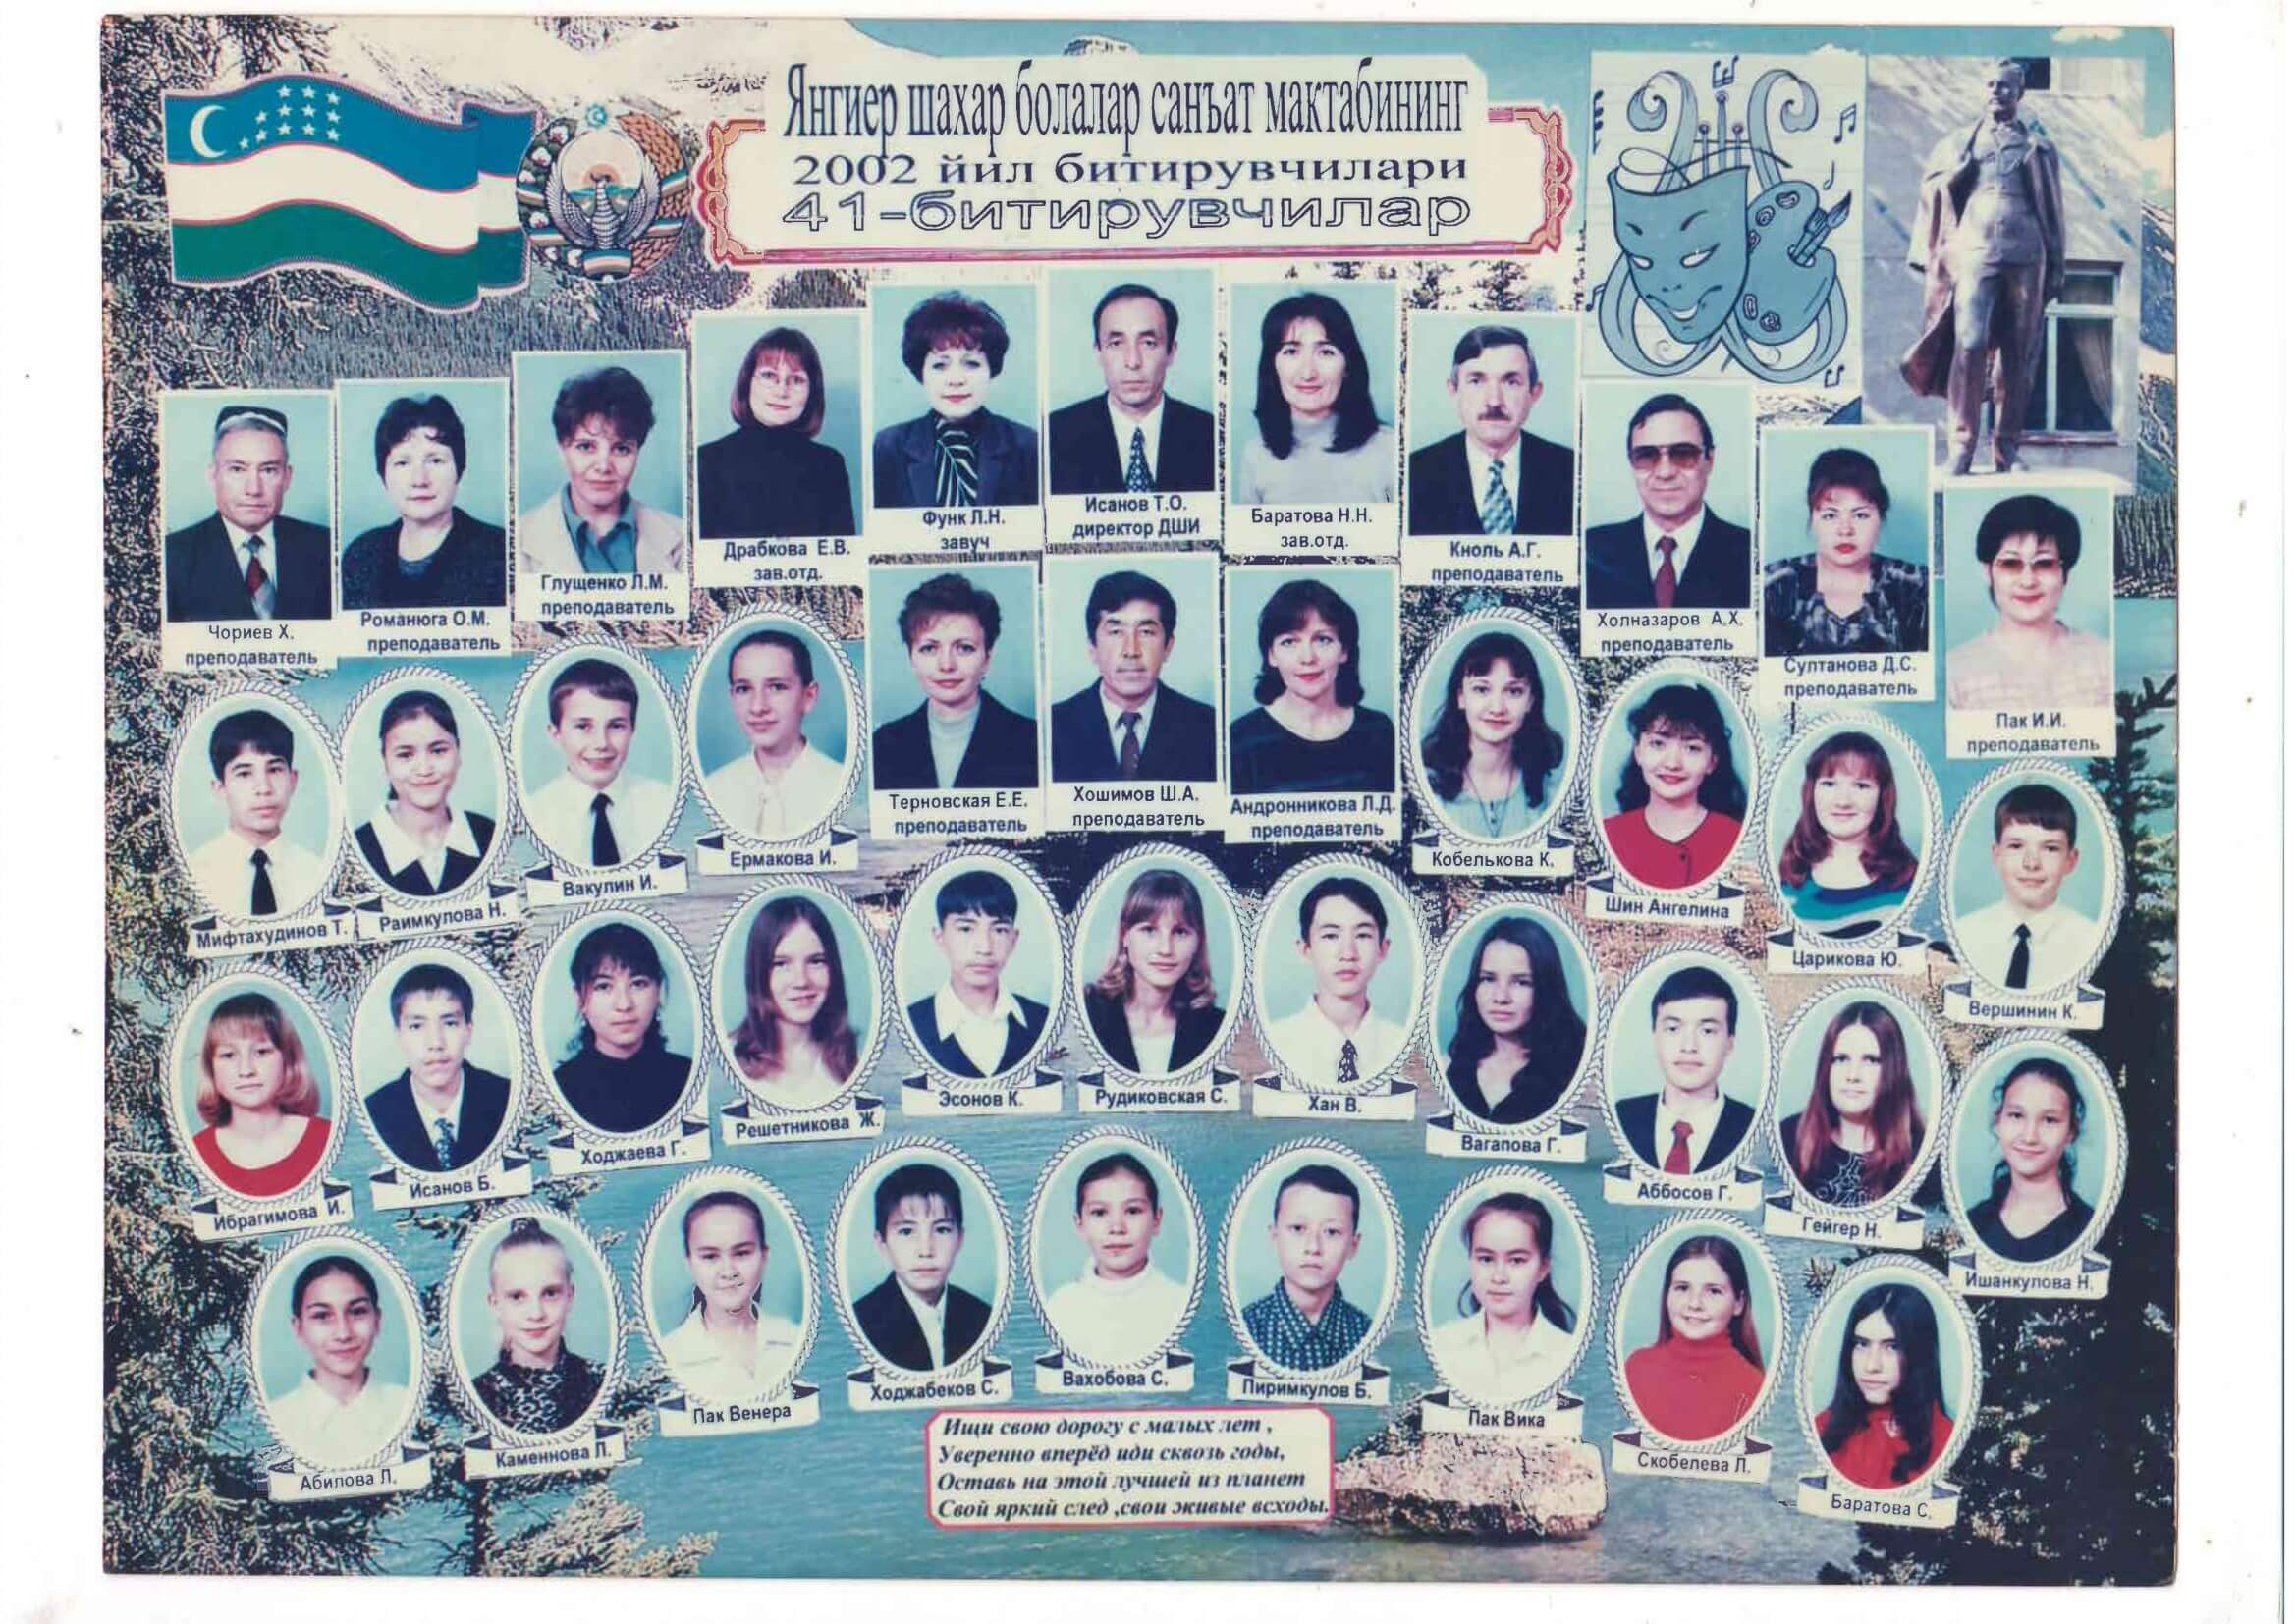 Янгиер шахар болалар санъат мактабининг
2002 йил битирувчилари
41-битирувчилар
Чориев Х.
преподаватель
Романюга О.М.
преподаватель
Глущенко Л.М.
преподаватель
Драбкова Е.В.
зав.отд.
Функ Л.Н.
завуч
Исанов Т.О.
директор ДШИ
Баратова Н.Н.
зав.отд.
Кноль А.Г.
преподаватель
Холназаров А.Х.
преподаватель
Султанова Д.С.
преподаватель
Пак И.И.
преподаватель
Терновская Е.Е.
преподаватель
Хошимов Ш.А.
преподаватель
Андронникова Л.Д.
преподаватель
Мифтахудинов Т.
Раимкулова Н.
Вакулин И.
Ермакова И.
Кобелькова К.
Шин Ангелина
Царикова Ю.
Вершинин К.
Ибрагимова И.
Исанов Б.
Ходжаева Г.
Решетникова Ж.
Эсонов К.
Рудиковская С.
Хан В.
Вагапова Г.
Аббосов Г.
Гейгер Н.
Ишанкулова Н.
Абилова Л.
Каменнова Л.
Пак Венера
Ходжабеков С.
Вахобова С.
Пиримкулов Б.
Пак Вика
Скобелева Л.
Баратова С.
Ищи свою дорогу с малых лет ,
Уверенно вперёд иди сквозь годы,
Оставь на этой лучшей из планет
Свой яркий след ,свои живые всходы.